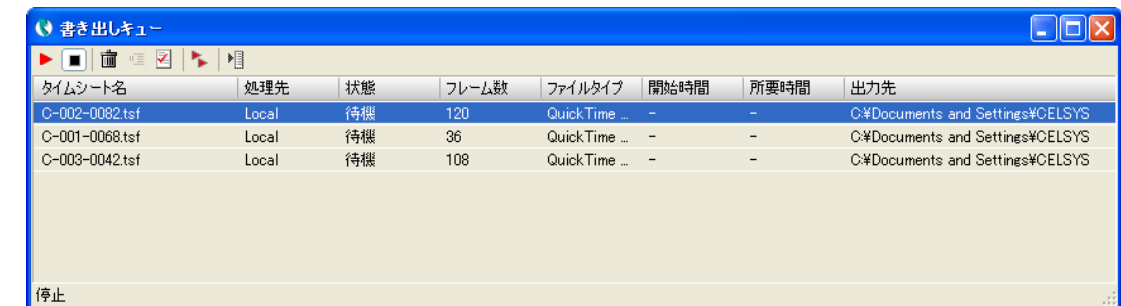 書き出しキュー
タイムシート名 処理先 状態 フレーム数 ファイルタイプ 開始時間 所要時間 出力先
C-002-0082.tsf Local 待機 120 QuickTime ... - - C:¥Documents and Settings¥CELSYS
C-001-0068.tsf Local 待機 36 QuickTime ... - - C:¥Documents and Settings¥CELSYS
C-003-0042.tsf Local 待機 108 QuickTime ... - - C:¥Documents and Settings¥CELSYS
停止